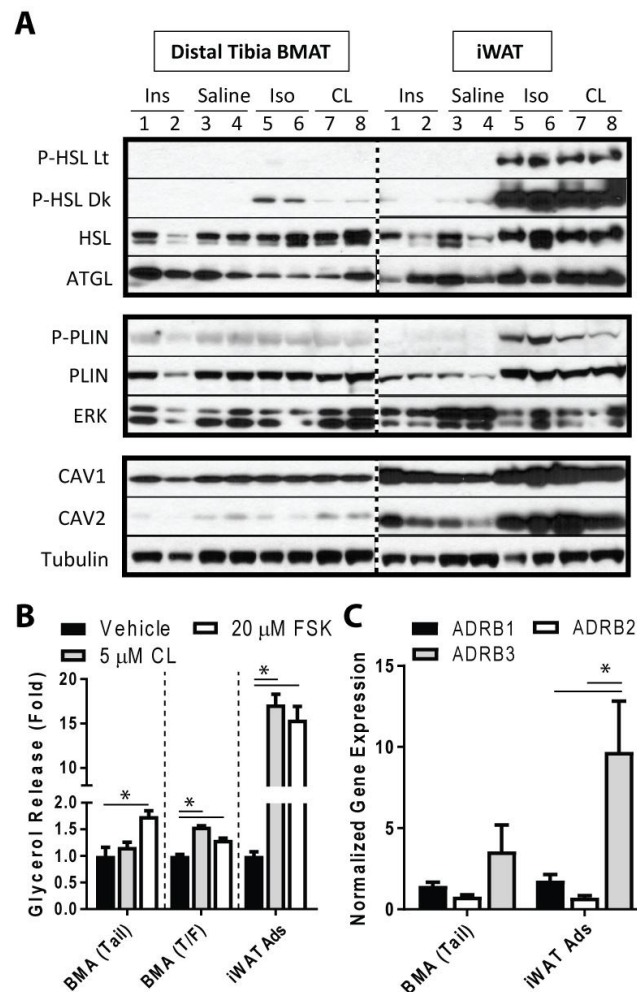 A
Distal Tibia BMAT
iWAT
Ins Saline Iso CL Ins Saline Iso CL
1 2 3 4 5 6 7 8 1 2 3 4 5 6 7 8
P-HSL Lt
P-HSL Dk
HSL
ATGL
P-PLIN
PLIN
ERK
CAV1
CAV2
Tubulin
B
Vehicle 20 μM FSK
5 μM CL
Glycerol Release (Fold)
20
15
2.0
1.5
1.0
0.5
0.0
* * *
BMA (Tail)
BMA (T/F)
iWAT Ads
C
ADRB1 ADRB2
ADRB3
Normalized Gene Expression
15
10
5
0
*
BMA (Tail)
iWAT Ads